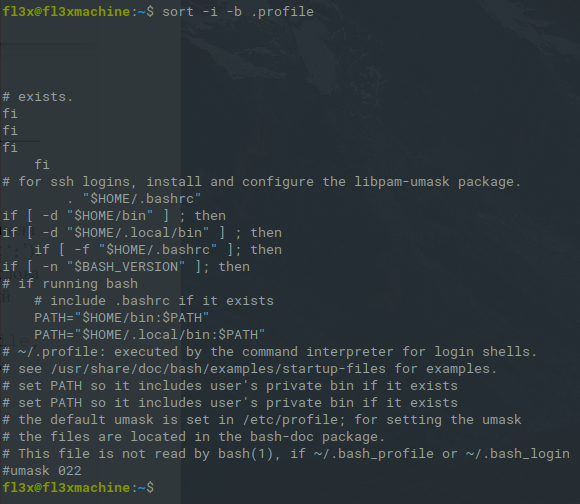 fl3x@fl3xmachine:~$ sort -i -b .profile
# exists.
fi
fi
fi
fi
# for ssh logins, install and configure the libpam-umask package.
. "$HOME/.bashrc"
if [ -d "$HOME/bin" ] ; then
if [ -d "$HOME/.local/bin" ] ; then
if [ -f "$HOME/.bashrc" ]; then
if [ -n "$BASH_VERSION" ]; then
# if running bash
# include .bashrc if it exists
PATH="$HOME/bin:$PATH"
PATH="$HOME/.local/bin:$PATH"
# ~/.profile: executed by the command interpreter for login shells.
# see /usr/share/doc/bash/examples/startup-files for examples.
# set PATH so it includes user's private bin if it exists
# set PATH so it includes user's private bin if it exists
# the default umask is set in /etc/profile; for setting the umask
# the files are located in the bash-doc package.
# This file is not read by bash(1), if ~/.bash_profile or ~/.bash_login
#umask 022
fl3x@fl3xmachine:~$